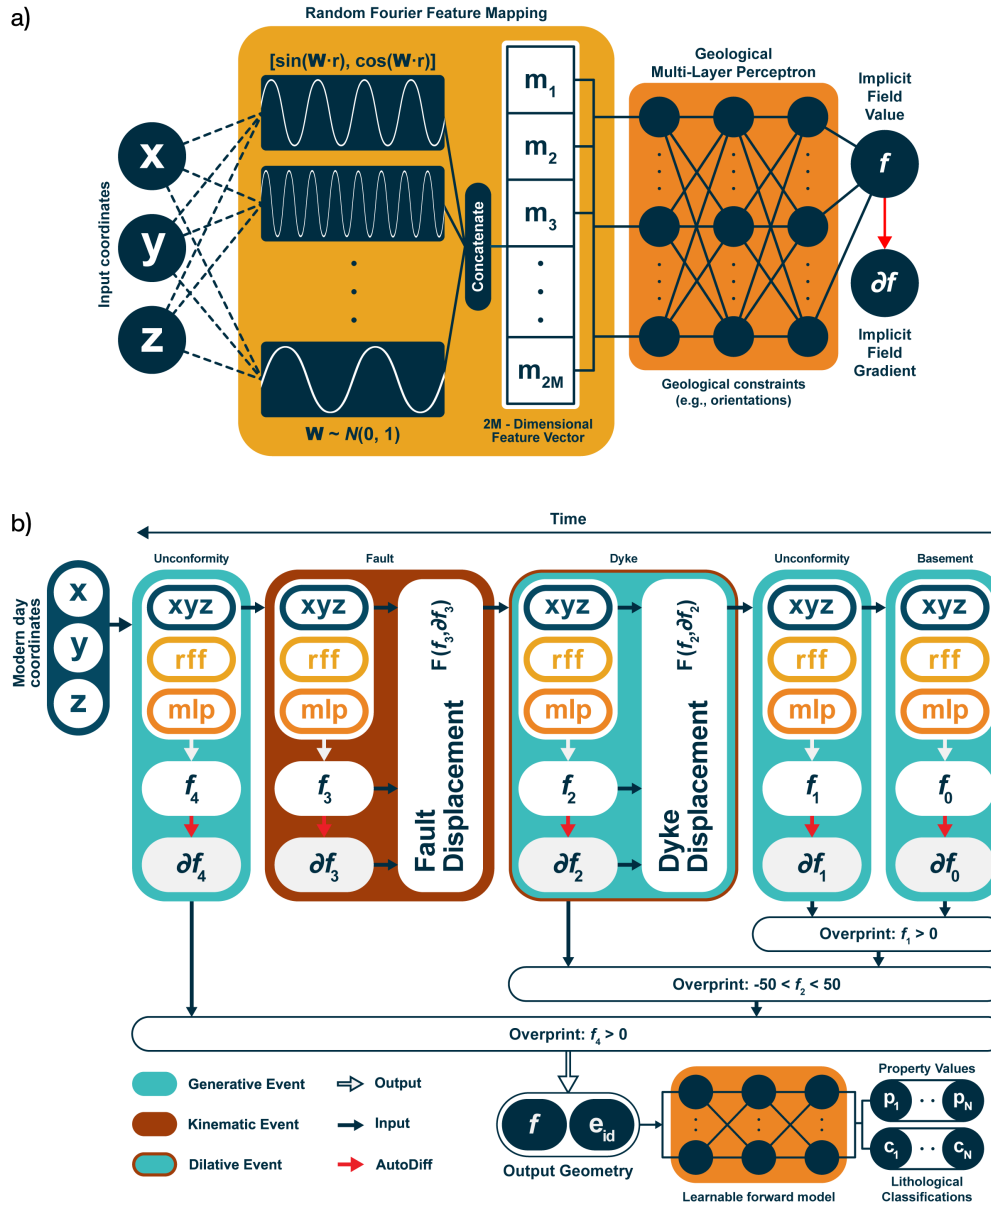 a)
Random Fourier Feature Mapping
[sin(W·r), cos(W·r)]
Input coordinates
x
y
z
Concatenate
W ~ N(0, 1)
m1
m2
m3
m2M
2M - Dimensional
Feature Vector
Geological
Multi-Layer Perceptron
Geological constraints
(e.g., orientations)
Implicit
Field
Value
f
∂f
Implicit
Field
Gradient
b)
Time
Modern day
coordinates
x
y
z
Unconformity
xyz
rff
mlp
f4
∂f4
Fault
xyz
rff
mlp
f3
∂f3
Fault
Displacement
F(f3,∂f3)
Dyke
xyz
rff
mlp
f2
∂f2
Dyke
Displacement
F(f2,∂f2)
Unconformity
xyz
rff
mlp
f1
∂f1
Basement
xyz
rff
mlp
f0
∂f0
Overprint: f1 > 0
Overprint: -50 < f2 < 50
Overprint: f4 > 0
Generative Event
Kinematic Event
Dilative Event
Output
Input
AutoDiff
f
eid
Output Geometry
Learnable forward model
Property Values
p1 · · pN
c1 · · cN
Lithological
Classifications